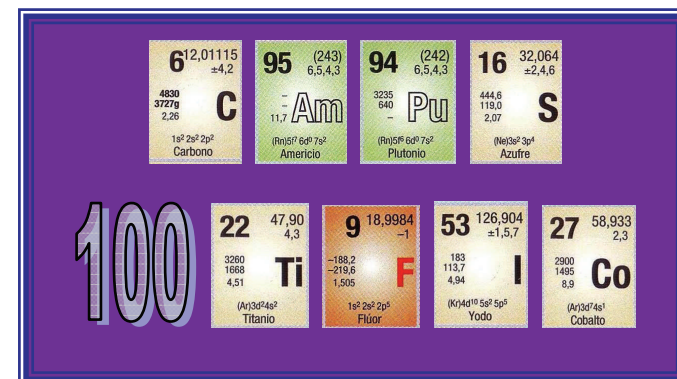 6 12,01115 95 (243) 94 (242) 16 32,064
±4,2 6,5,4,3 6,5,4,3 ±2,4,6
4830 – 3235 444,6
3727g C – Am 640 Pu 119,0 S
2,26 11,7 – 2,07
1s² 2s² 2p² (Rn)5f⁷ 6d⁰ 7s² (Rn)5f⁶ 6d⁰ 7s² (Ne)3s² 3p⁴
Carbono Americio Plutonio Azufre
100 22 47,90 9 18,9984 53 126,904 27 58,933
4,3 –1 ±1,5,7 2,3
3260 –188,2 183 2900
1668 Ti –219,6 F 113,7 I 1495 Co
4,51 1,505 4,94 8,9
(Ar)3d²4s² 1s² 2s² 2p⁵ (Kr)4d¹⁰ 5s² 5p⁵ (Ar)3d⁷4s¹
Titanio Flúor Yodo Cobalto